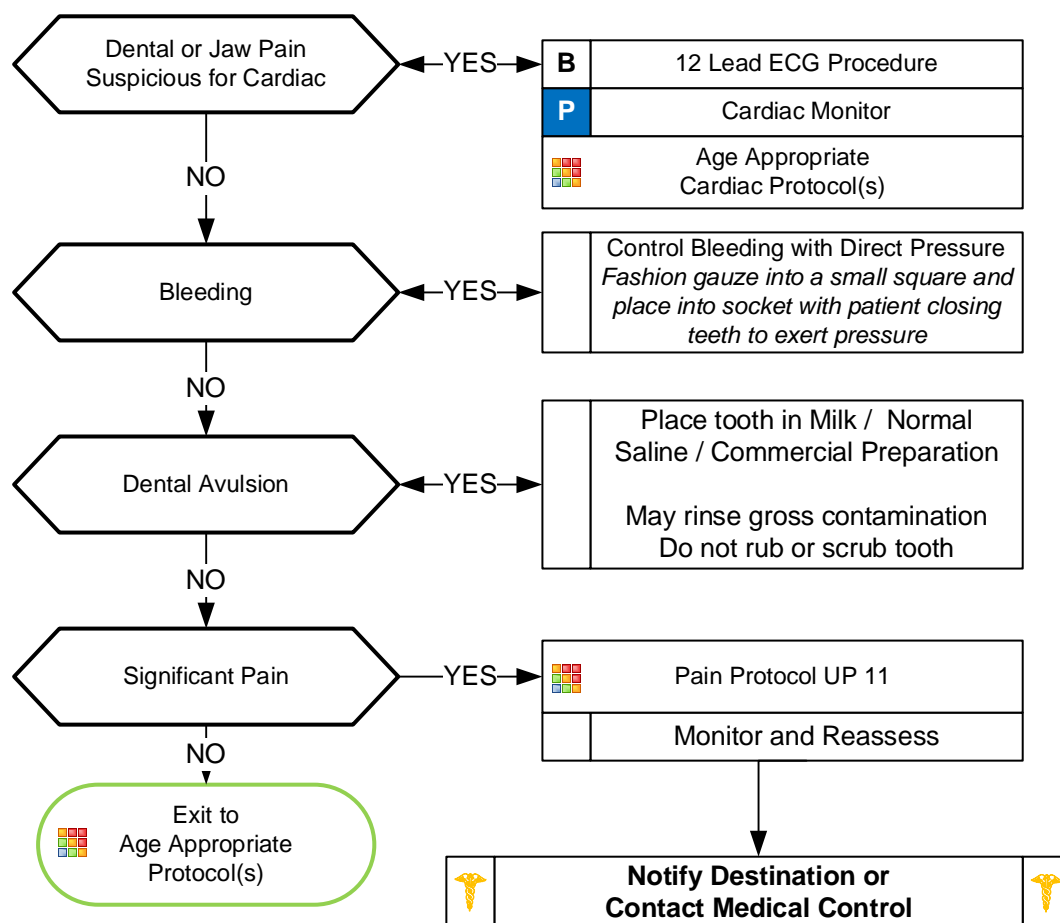 Dental or Jaw Pain
Suspicious for Cardiac
YES
B
12 Lead ECG Procedure
P
Cardiac Monitor
Age Appropriate
Cardiac Protocol(s)
NO
Bleeding
YES
Control Bleeding with Direct Pressure
Fashion gauze into a small square and
place into socket with patient closing
teeth to exert pressure
NO
Dental Avulsion
YES
Place tooth in Milk / Normal
Saline / Commercial Preparation
May rinse gross contamination
Do not rub or scrub tooth
NO
Significant Pain
YES
Pain Protocol UP 11
Monitor and Reassess
NO
Exit to
Age Appropriate
Protocol(s)
Notify Destination or
Contact Medical Control